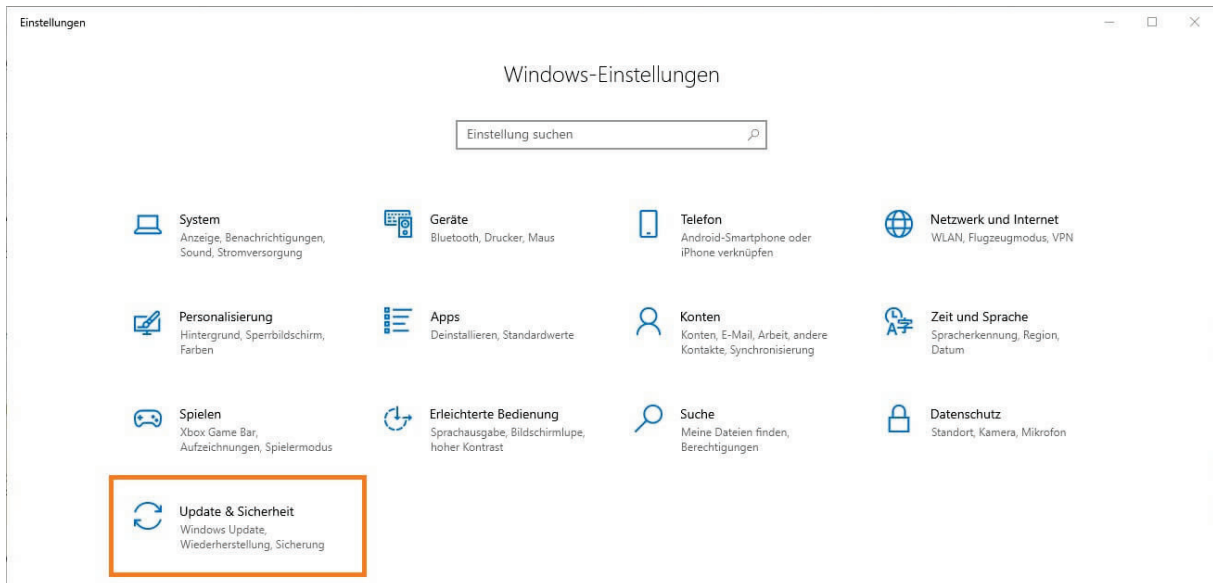 Einstellungen
Windows-Einstellungen
Einstellung suchen
System
Anzeige, Benachrichtigungen,
Sound, Stromversorgung
Geräte
Bluetooth, Drucker, Maus
Telefon
Android-Smartphone oder
iPhone verknüpfen
Netzwerk und Internet
WLAN, Flugzeugmodus, VPN
Personalisierung
Hintergrund, Sperrbildschirm,
Farben
Apps
Deinstallieren, Standardwerte
Konten
Konten, E-Mail, Arbeit, andere
Kontakte, Synchronisierung
Zeit und Sprache
Spracherkennung, Region,
Datum
Spielen
Xbox Game Bar,
Aufzeichnungen, Spielermodus
Erleichterte Bedienung
Sprachausgabe, Bildschirmlupe,
hoher Kontrast
Suche
Meine Dateien finden,
Berechtigungen
Datenschutz
Standort, Kamera, Mikrofon
Update & Sicherheit
Windows Update,
Wiederherstellung, Sicherung